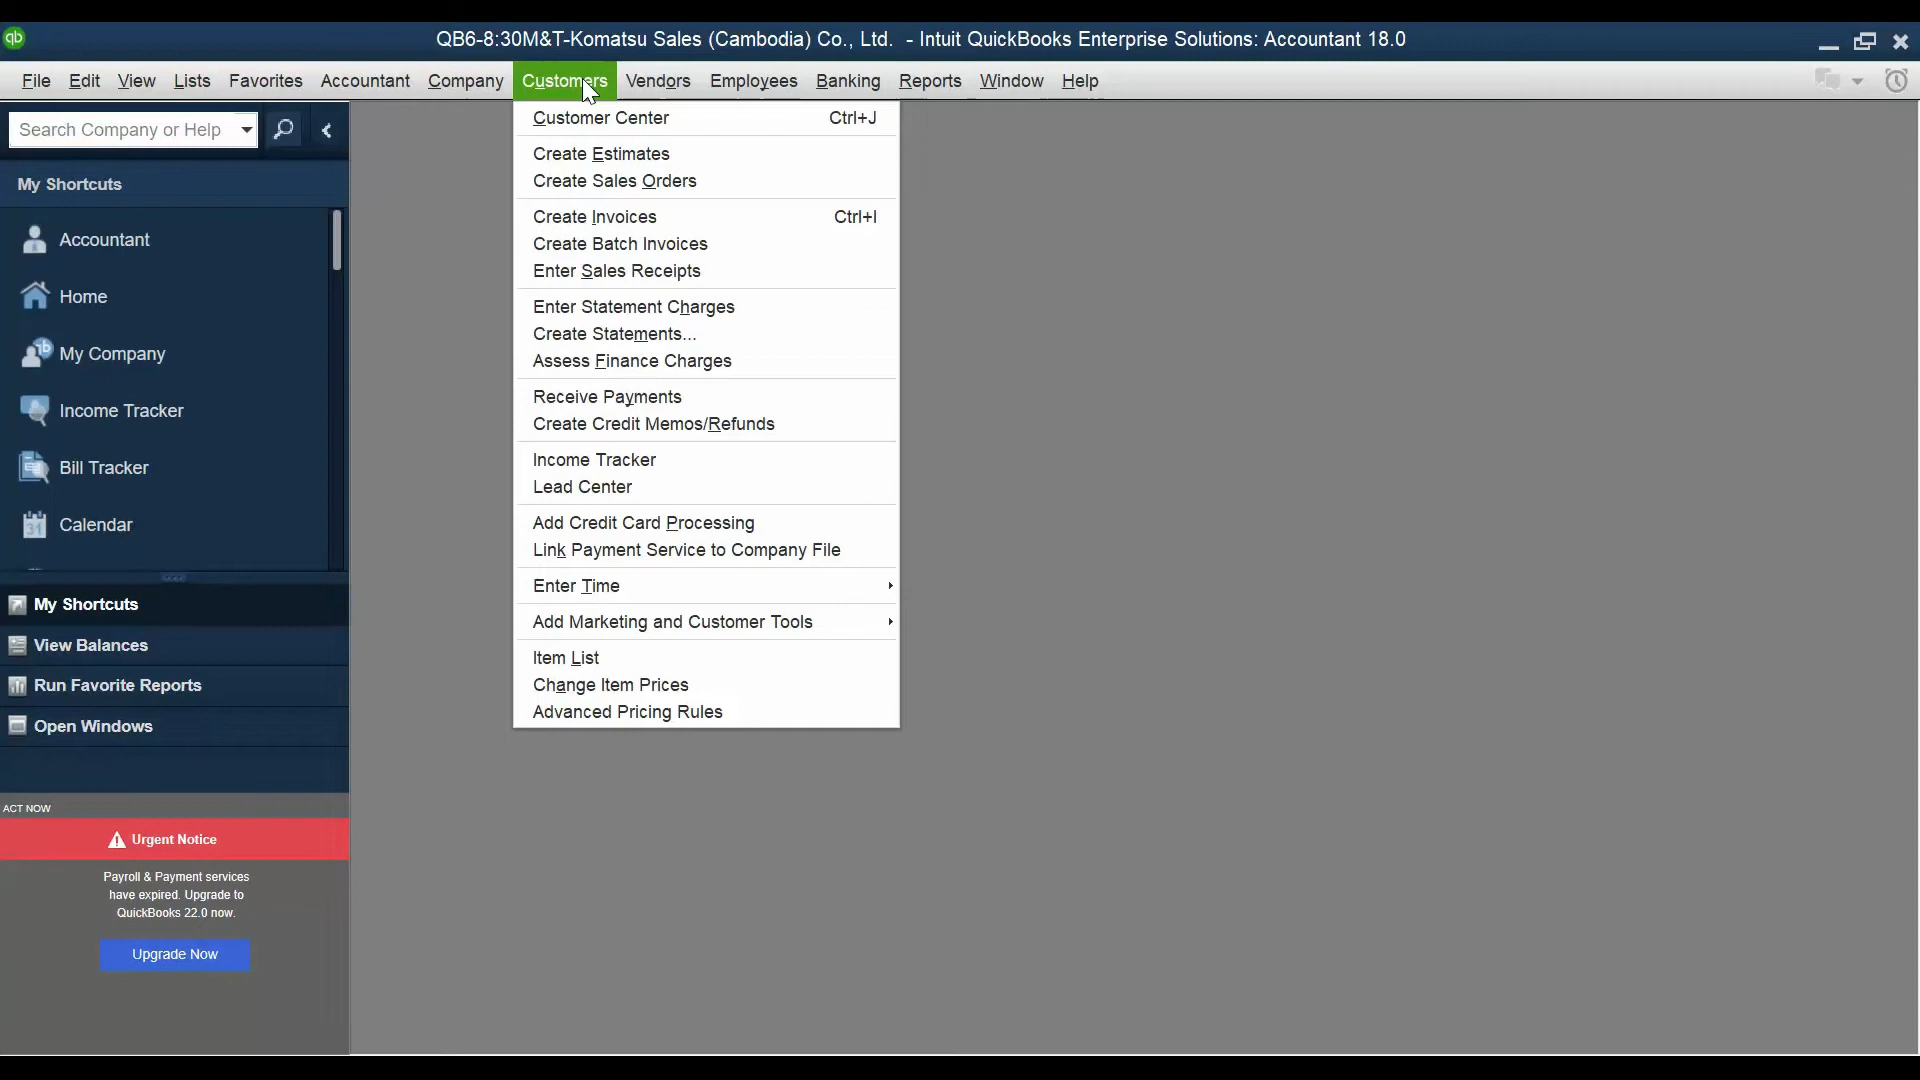 qb
QB6-8:30M&T-Komatsu Sales (Cambodia) Co., Ltd. - Intuit QuickBooks Enterprise Solutions: Accountant 18.0
File Edit View Lists Favorites Accountant Company Customers Vendors Employees Banking Reports Window Help
Search Company or Help
My Shortcuts
Accountant
Home
My Company
Income Tracker
Bill Tracker
31 Calendar
My Shortcuts
View Balances
Run Favorite Reports
Open Windows
ACT NOW
Urgent Notice
Payroll & Payment services
have expired. Upgrade to
QuickBooks 22.0 now.
Upgrade Now
Customer Center Ctrl+J
Create Estimates
Create Sales Orders
Create Invoices Ctrl+I
Create Batch Invoices
Enter Sales Receipts
Enter Statement Charges
Create Statements...
Assess Finance Charges
Receive Payments
Create Credit Memos/Refunds
Income Tracker
Lead Center
Add Credit Card Processing
Link Payment Service to Company File
Enter Time
Add Marketing and Customer Tools
Item List
Change Item Prices
Advanced Pricing Rules